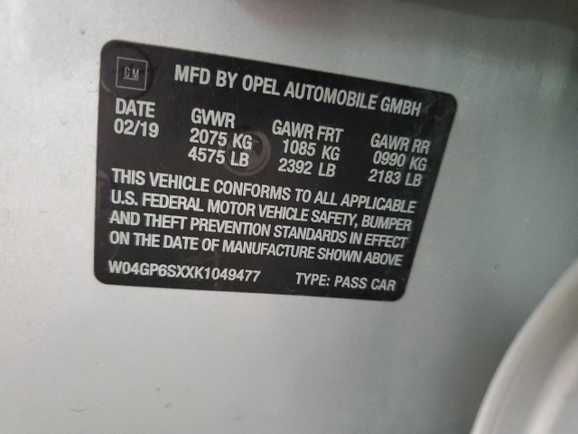 GM
MFD BY OPEL AUTOMOBILE GMBH
DATE GVWR GAWR FRT GAWR RR
02/19 2075 KG 1085 KG 0990 KG
4575 LB 2392 LB 2183 LB
THIS VEHICLE CONFORMS TO ALL APPLICABLE
U.S. FEDERAL MOTOR VEHICLE SAFETY, BUMPER
AND THEFT PREVENTION STANDARDS IN EFFECT
ON THE DATE OF MANUFACTURE SHOWN ABOVE
W04GP6SXXK1049477 TYPE: PASS CAR